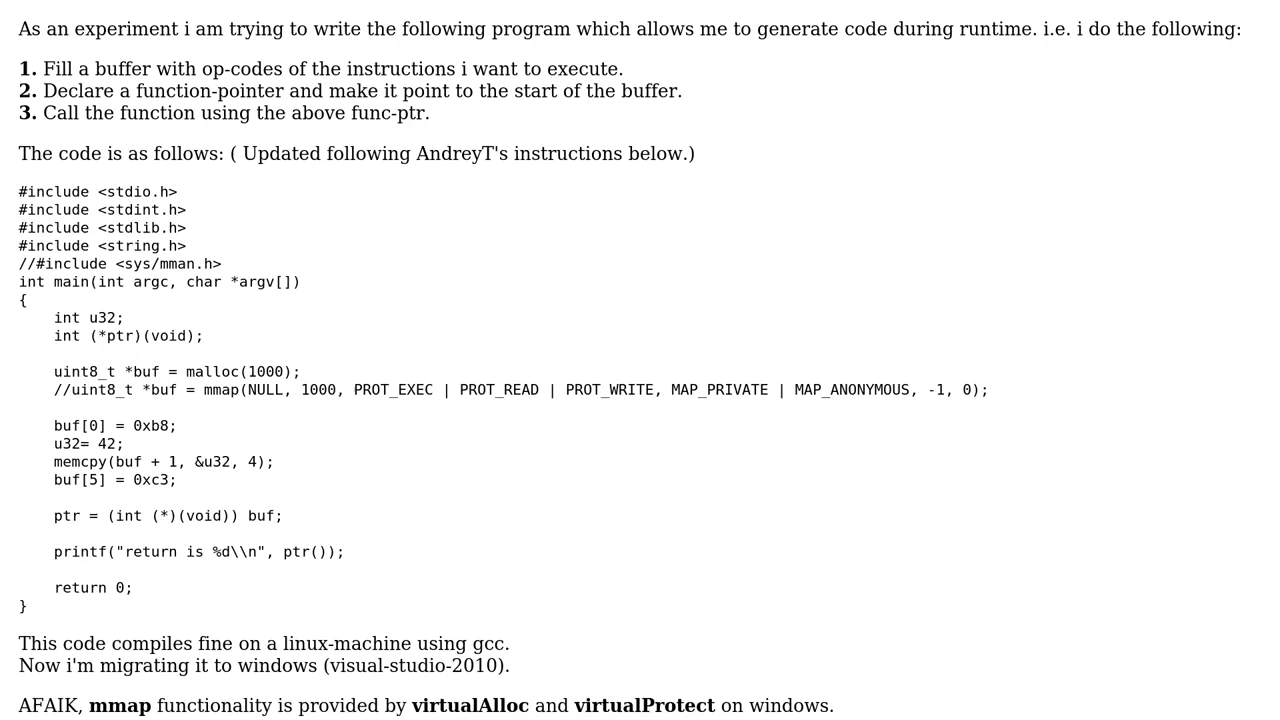 As an experiment i am trying to write the following program which allows me to generate code during runtime. i.e. i do the following:
1. Fill a buffer with op-codes of the instructions i want to execute.
2. Declare a function-pointer and make it point to the start of the buffer.
3. Call the function using the above func-ptr.
The code is as follows: ( Updated following AndreyT's instructions below.)
#include <stdio.h>
#include <stdint.h>
#include <stdlib.h>
#include <string.h>
//#include <sys/mman.h>
int main(int argc, char *argv[])
{
    int u32;
    int (*ptr)(void);
    uint8_t *buf = malloc(1000);
    //uint8_t *buf = mmap(NULL, 1000, PROT_EXEC | PROT_READ | PROT_WRITE, MAP_PRIVATE | MAP_ANONYMOUS, -1, 0);
    buf[0] = 0xb8;
    u32= 42;
    memcpy(buf + 1, &u32, 4);
    buf[5] = 0xc3;
    ptr = (int (*)(void)) buf;
    printf("return is %d\\n", ptr());
    return 0;
}
This code compiles fine on a linux-machine using gcc.
Now i'm migrating it to windows (visual-studio-2010).
AFAIK, mmap functionality is provided by virtualAlloc and virtualProtect on windows.